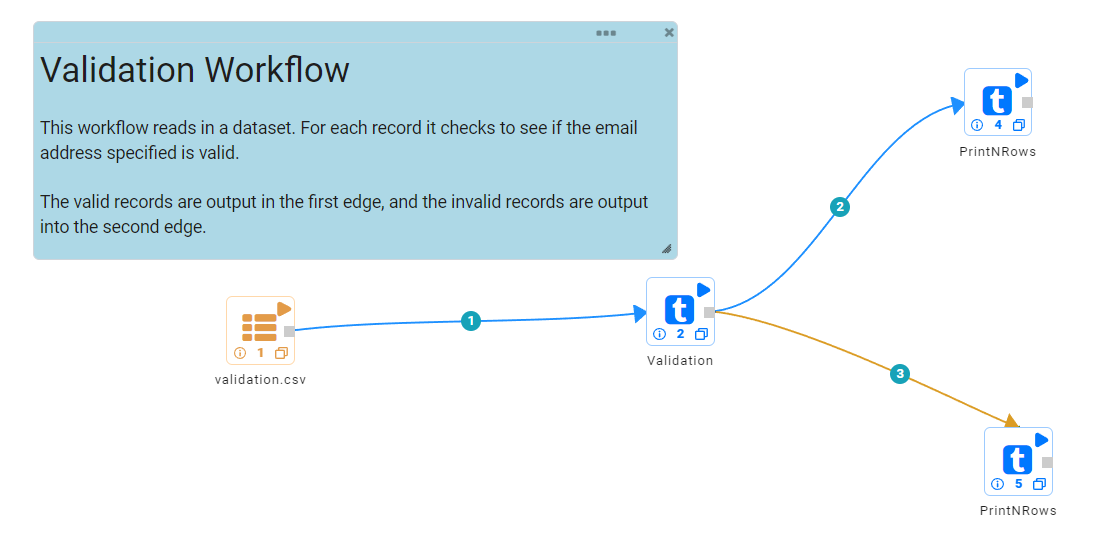 Validation Workflow
This workflow reads in a dataset. For each record it checks to see if the email
address specified is valid.
The valid records are output in the first edge, and the invalid records are output
into the second edge.
t
4
PrintNRows
2
1
t
2
Validation
1
validation.csv
3
t
5
PrintNRows